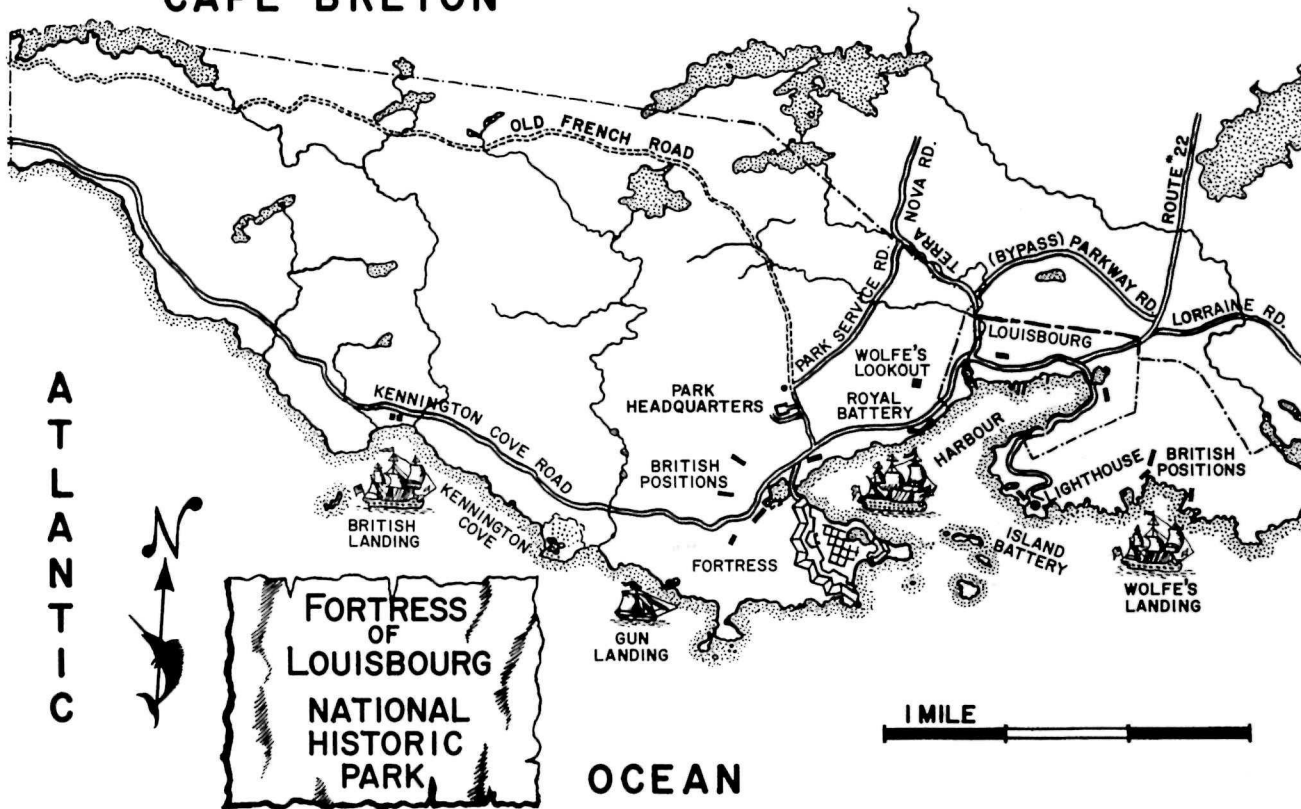 CAPE BRETON
OLD FRENCH ROAD
TERRA NOVA RD.
ROUTE #22
(BYPASS) PARKWAY RD.
PARK SERVICE RD.
LORRAINE RD.
LOUISBOURG
WOLFE'S
LOOKOUT
PARK
HEADQUARTERS
ROYAL
BATTERY
KENNINGTON COVE ROAD
HARBOUR
BRITISH
POSITIONS
LIGHTHOUSE
BRITISH
POSITIONS
BRITISH
LANDING
KENNINGTON
COVE
FORTRESS
ISLAND
BATTERY
WOLFE'S
LANDING
GUN
LANDING
ATLANTIC
N
FORTRESS
OF
LOUISBOURG
NATIONAL
HISTORIC
PARK
1 MILE
OCEAN